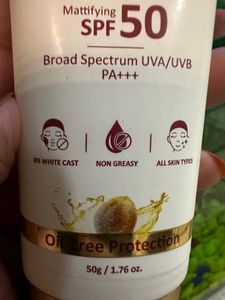 Mattifying
SPF 50
Broad Spectrum UVA/UVB
PA+++
0% WHITE CAST
NON GREASY
ALL SKIN TYPES
Oil-Free Protection
50g / 1.76 oz.